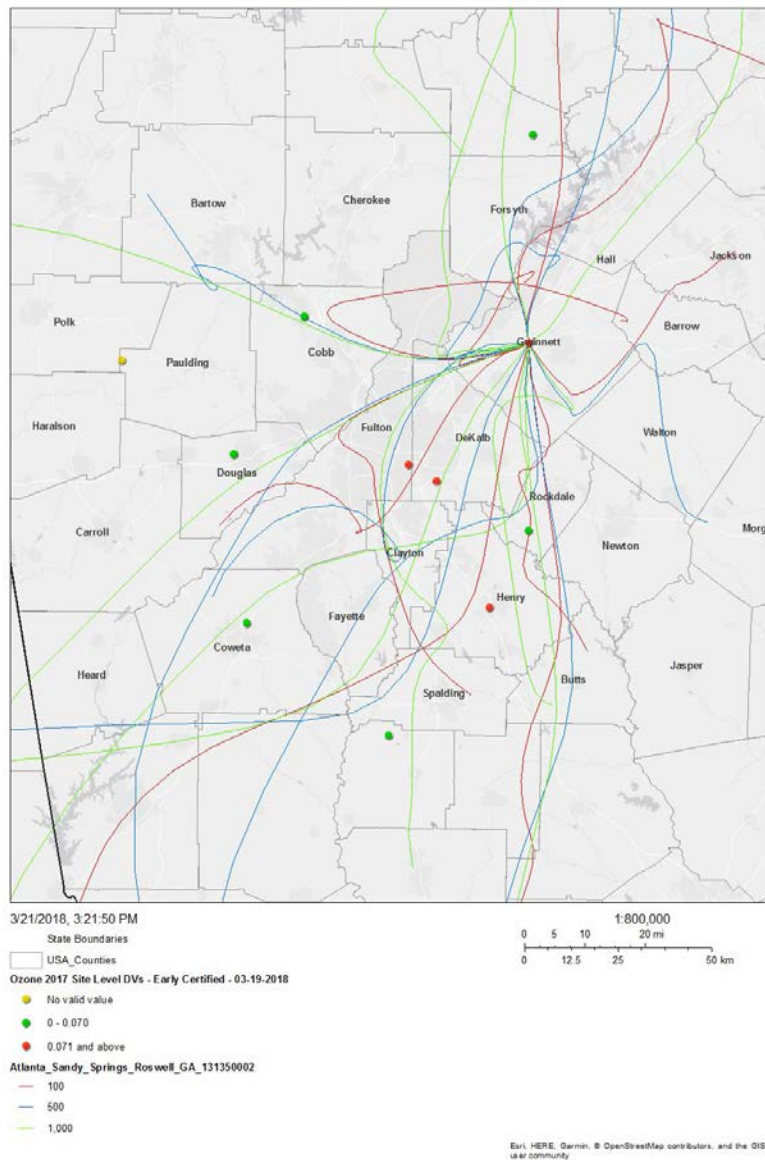 Bartow
Cherokee
Forsyth
Hall
Jackson
Polk
Paulding
Cobb
Gwinnett
Barrow
Haralson
Fulton
DeKalb
Walton
Douglas
Carroll
Rockdale
Clayton
Newton
Morg
Henry
Fayette
Coweta
Heard
Spalding
Butts
Jasper
3/21/2018, 3:21:50 PM
1:800,000
0 5 10 20 mi
0 12.5 25 50 km
State Boundaries
USA_Counties
Ozone 2017 Site Level DVs - Early Certified - 03-19-2018
No valid value
0 - 0.070
0.071 and above
Atlanta_Sandy_Springs_Roswell_GA_131350002
100
500
1,000
Esri, HERE, Garmin, © OpenStreetMap contributors, and the GIS
user community